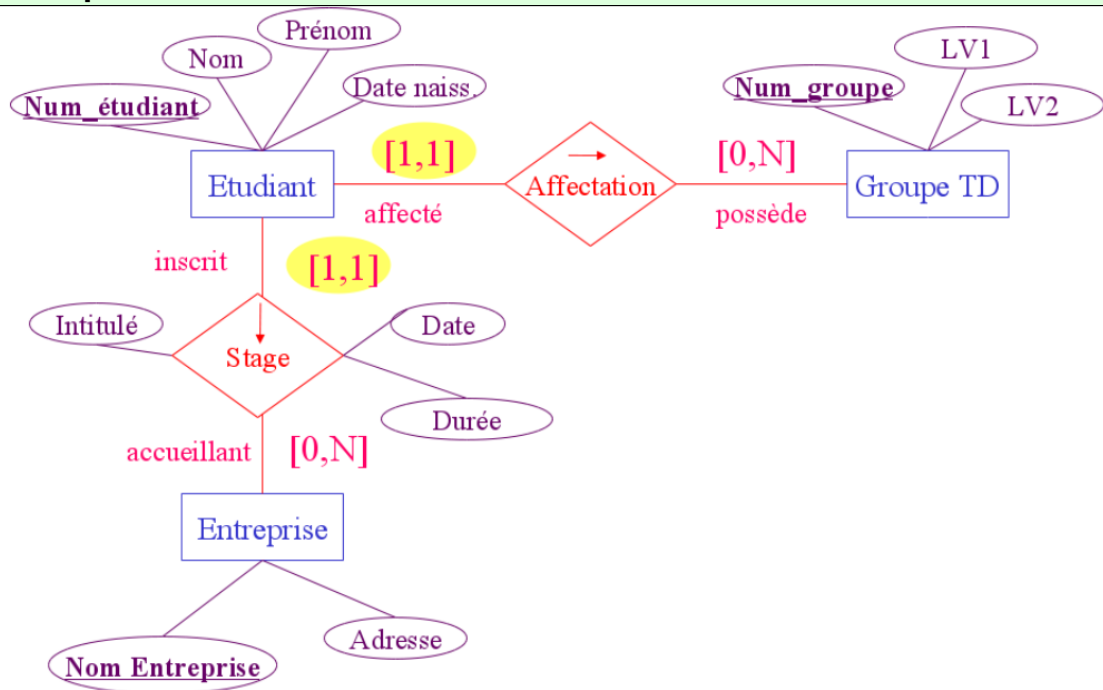 Prénom
LV1
Nom
Date naiss.
Num_groupe
Num_étudiant
LV2
[1,1]
[0,N]
Etudiant
Affectation
Groupe TD
affecté
possède
inscrit
[1,1]
Intitulé
Date
Stage
Durée
accueillant
[0,N]
Entreprise
Adresse
Nom Entreprise